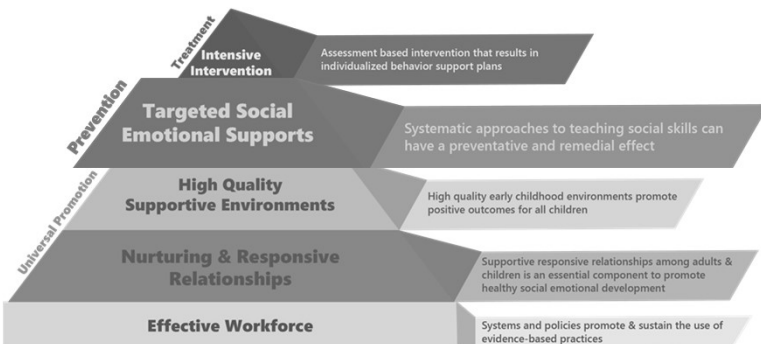 Treatment
Intensive
Intervention
Assessment based intervention that results in
individualized behavior support plans
Prevention
Targeted Social
Emotional Supports
Systematic approaches to teaching social skills can
have a preventative and remedial effect
Universal Promotion
High Quality
Supportive Environments
High quality early childhood environments promote
positive outcomes for all children
Nurturing & Responsive
Relationships
Supportive responsive relationships among adults &
children is an essential component to promote
healthy social emotional development
Effective Workforce
Systems and policies promote & sustain the use of
evidence-based practices